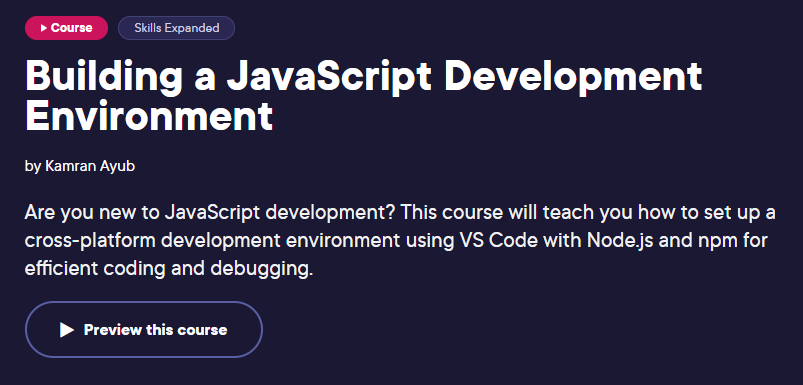 Course
Skills Expanded
Building a JavaScript Development
Environment
by Kamran Ayub
Are you new to JavaScript development? This course will teach you how to set up a
cross-platform development environment using VS Code with Node.js and npm for
efficient coding and debugging.
Preview this course